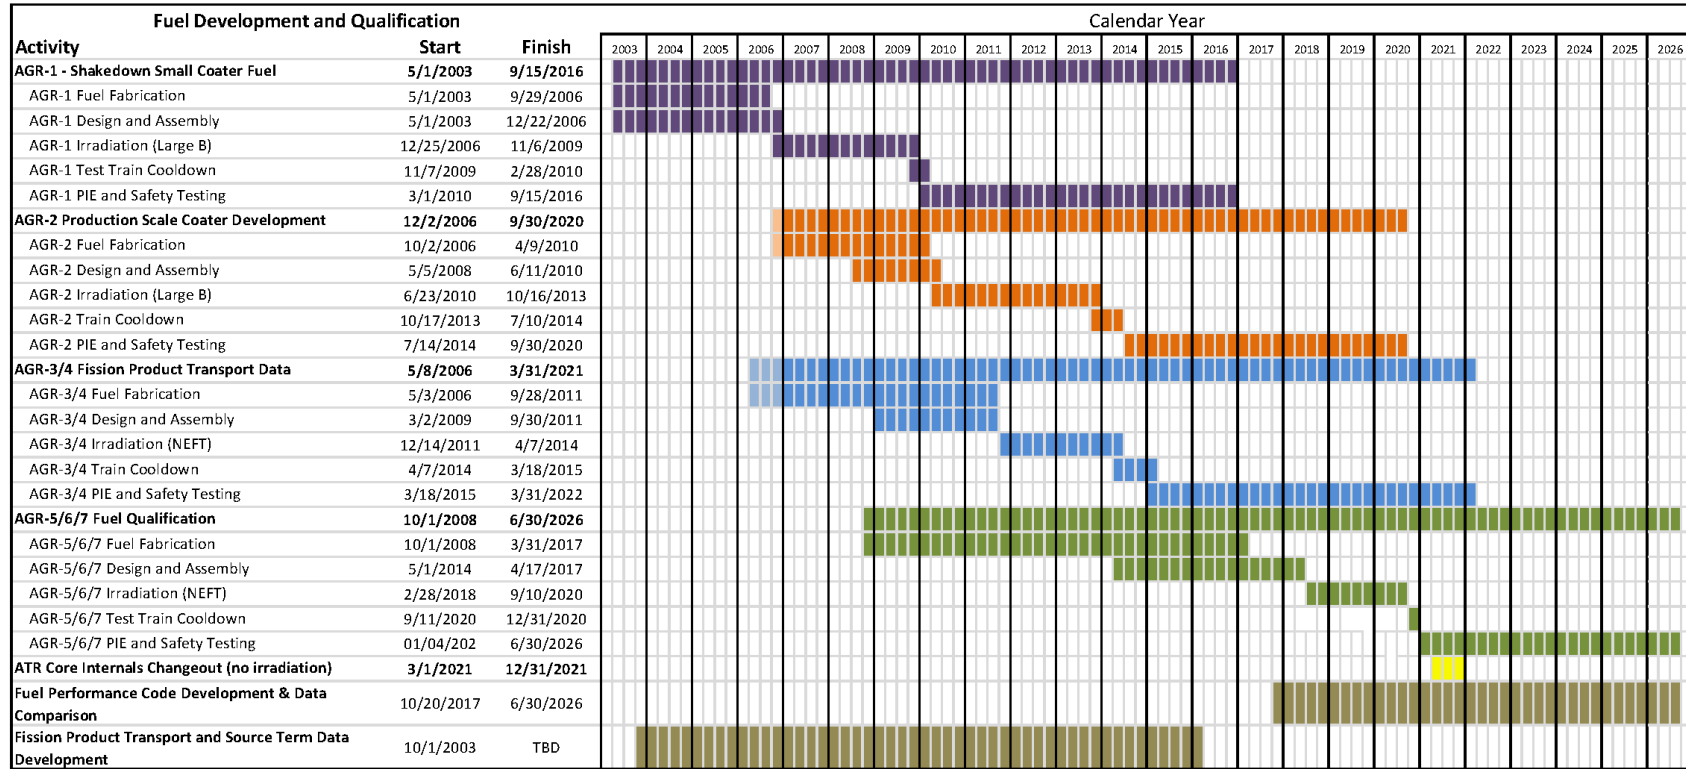 Fuel Development and Qualification Calendar Year
Activity Start Finish 2003 2004 2005 2006 2007 2008 2009 2010 2011 2012 2013 2014 2015 2016 2017 2018 2019 2020 2021 2022 2023 2024 2025 2026
AGR-1 - Shakedown Small Coater Fuel 5/1/2003 9/15/2016
AGR-1 Fuel Fabrication 5/1/2003 9/29/2006
AGR-1 Design and Assembly 5/1/2003 12/22/2006
AGR-1 Irradiation (Large B) 12/25/2006 11/6/2009
AGR-1 Test Train Cooldown 11/7/2009 2/28/2010
AGR-1 PIE and Safety Testing 3/1/2010 9/15/2016
AGR-2 Production Scale Coater Development 12/2/2006 9/30/2020
AGR-2 Fuel Fabrication 10/2/2006 4/9/2010
AGR-2 Design and Assembly 5/5/2008 6/11/2010
AGR-2 Irradiation (Large B) 6/23/2010 10/16/2013
AGR-2 Train Cooldown 10/17/2013 7/10/2014
AGR-2 PIE and Safety Testing 7/14/2014 9/30/2020
AGR-3/4 Fission Product Transport Data 5/8/2006 3/31/2021
AGR-3/4 Fuel Fabrication 5/3/2006 9/28/2011
AGR-3/4 Design and Assembly 3/2/2009 9/30/2011
AGR-3/4 Irradiation (NEFT) 12/14/2011 4/7/2014
AGR-3/4 Train Cooldown 4/7/2014 3/18/2015
AGR-3/4 PIE and Safety Testing 3/18/2015 3/31/2022
AGR-5/6/7 Fuel Qualification 10/1/2008 6/30/2026
AGR-5/6/7 Fuel Fabrication 10/1/2008 3/31/2017
AGR-5/6/7 Design and Assembly 5/1/2014 4/17/2017
AGR-5/6/7 Irradiation (NEFT) 2/28/2018 9/10/2020
AGR-5/6/7 Test Train Cooldown 9/11/2020 12/31/2020
AGR-5/6/7 PIE and Safety Testing 01/04/202 6/30/2026
ATR Core Internals Changeout (no irradiation) 3/1/2021 12/31/2021
Fuel Performance Code Development & Data
Comparison 10/20/2017 6/30/2026
Fission Product Transport and Source Term Data
Development 10/1/2003 TBD